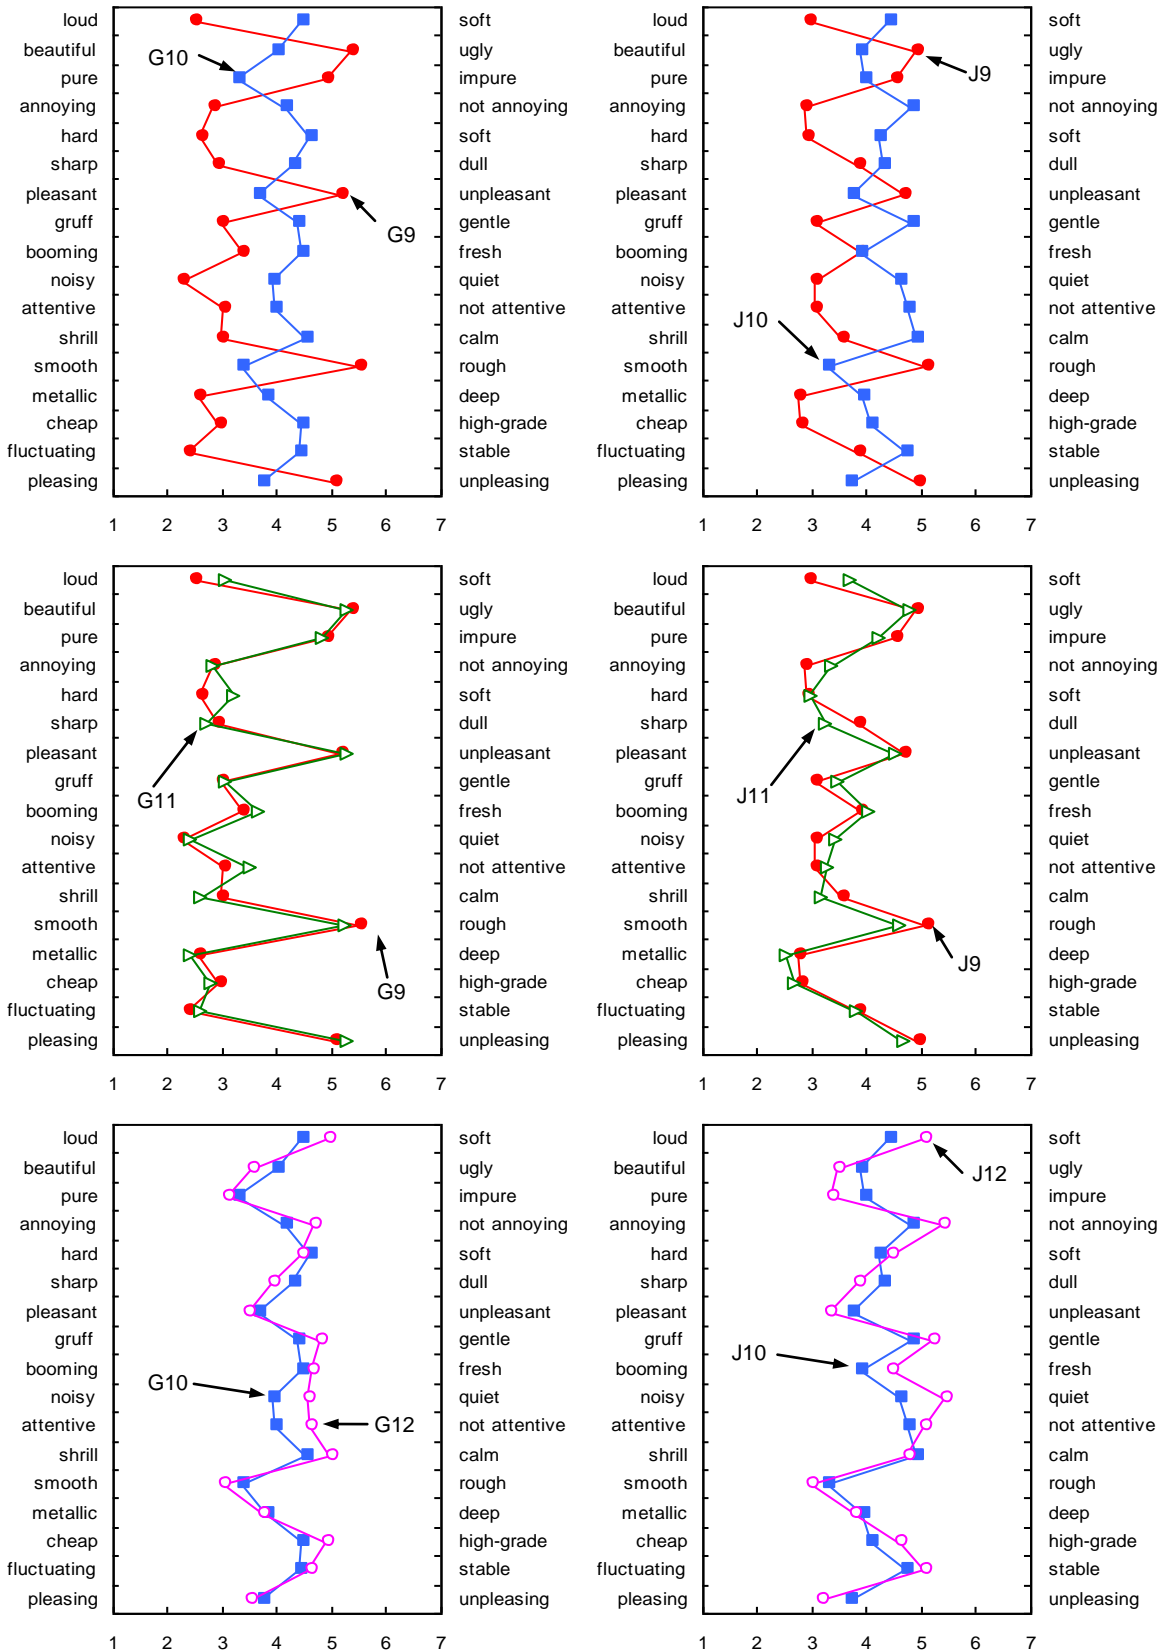 loud soft loud soft
beautiful ugly beautiful ugly
G10 J9
pure impure pure impure
annoying not annoying annoying not annoying
hard soft hard soft
sharp dull sharp dull
pleasant unpleasant pleasant unpleasant
gruff gentle gruff gentle
G9
booming fresh booming fresh
noisy quiet noisy quiet
attentive not attentive attentive not attentive
J10
shrill calm shrill calm
smooth rough smooth rough
metallic deep metallic deep
cheap high-grade cheap high-grade
fluctuating stable fluctuating stable
pleasing unpleasing pleasing unpleasing
1 2 3 4 5 6 7 1 2 3 4 5 6 7
loud soft loud soft
beautiful ugly beautiful ugly
pure impure pure impure
annoying not annoying annoying not annoying
hard soft hard soft
sharp dull sharp dull
pleasant unpleasant pleasant unpleasant
gruff gentle gruff gentle
G11 J11
booming fresh booming fresh
noisy quiet noisy quiet
attentive not attentive attentive not attentive
shrill calm shrill calm
smooth rough smooth rough
metallic deep metallic deep
J9
cheap high-grade cheap high-grade
G9
fluctuating stable fluctuating stable
pleasing unpleasing pleasing unpleasing
1 2 3 4 5 6 7 1 2 3 4 5 6 7
loud soft loud soft
beautiful ugly beautiful ugly
J12
pure impure pure impure
annoying not annoying annoying not annoying
hard soft hard soft
sharp dull sharp dull
pleasant unpleasant pleasant unpleasant
gruff gentle gruff gentle
J10
booming fresh booming fresh
G10
noisy quiet noisy quiet
attentive G12 not attentive attentive not attentive
shrill calm shrill calm
smooth rough smooth rough
metallic deep metallic deep
cheap high-grade cheap high-grade
fluctuating stable fluctuating stable
pleasing unpleasing pleasing unpleasing
1 2 3 4 5 6 7 1 2 3 4 5 6 7